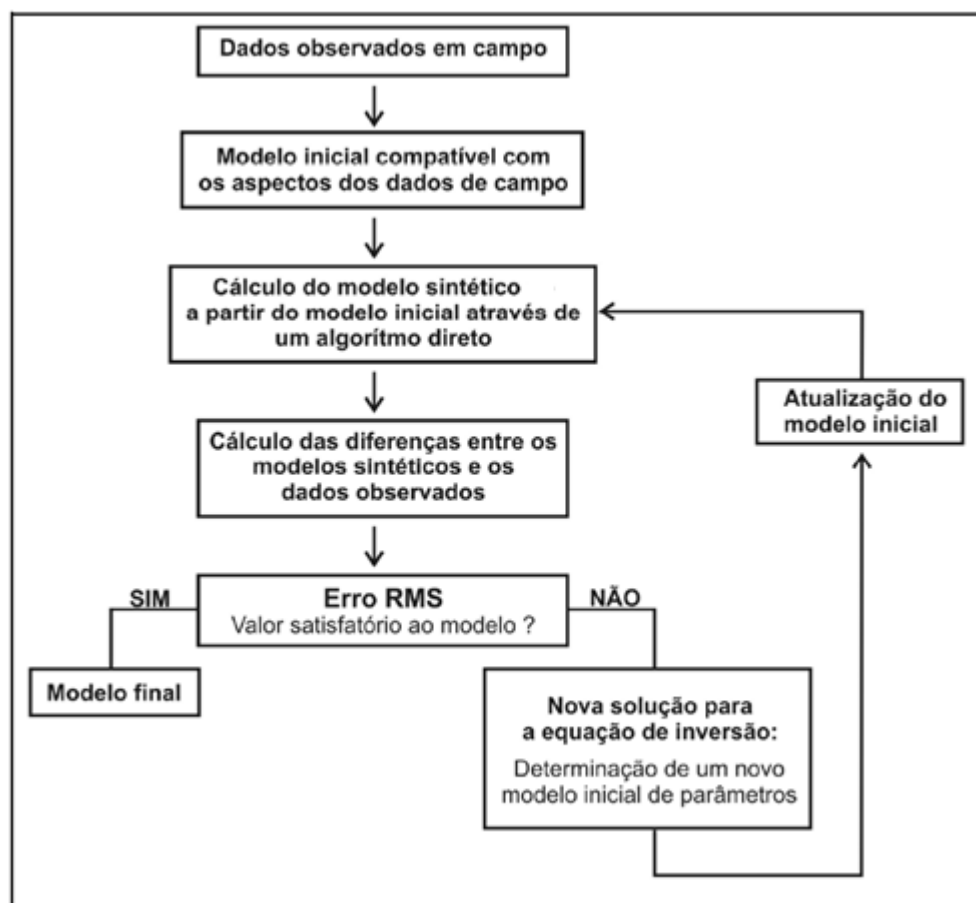 Dados observados em campo
Modelo inicial compatível com
os aspectos dos dados de campo
Cálculo do modelo sintético
a partir do modelo inicial através de
um algorítmo direto
Atualização do
modelo inicial
Cálculo das diferenças entre os
modelos sintéticos e os
dados observados
SIM
Erro RMS
Valor satisfatório ao modelo ?
NÃO
Modelo final
Nova solução para
a equação de inversão:
Determinação de um novo
modelo inicial de parâmetros